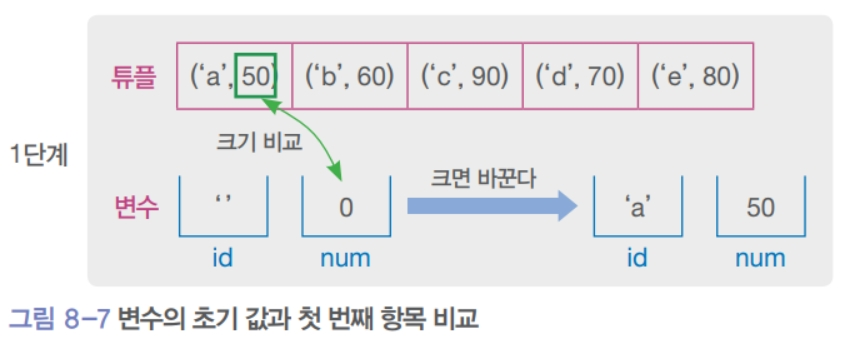 튜플 (‘a’, 50) (‘b’, 60) (‘c’, 90) (‘d’, 70) (‘e’, 80)
1단계
크기 비교
크면 바꾼다
변수 ‘ ’ 0 ‘a’ 50
id num id num
그림 8-7 변수의 초기 값과 첫 번째 항목 비교